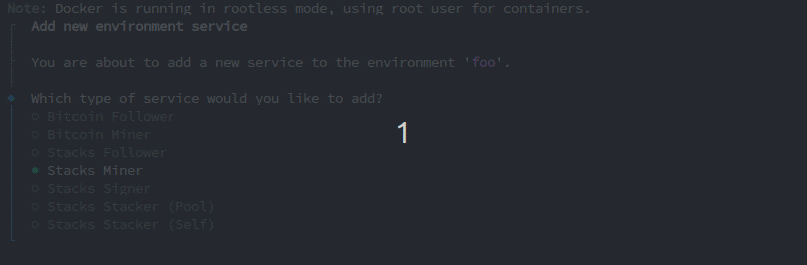 Note: Docker is running in rootless mode, using root user for containers.
Add new environment service
You are about to add a new service to the environment 'foo'.
Which type of service would you like to add?
Bitcoin Follower
Bitcoin Miner
1
Stacks Follower
Stacks Miner
Stacks Signer
Stacks Stacker (Pool)
Stacks Stacker (Self)